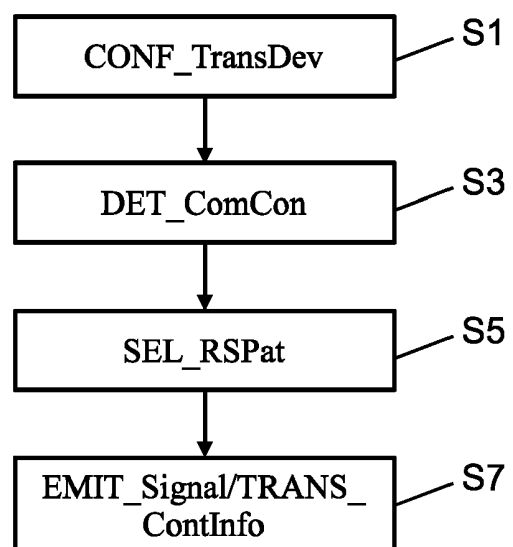 CONF_TransDev
S1
DET_ComCon
S3
SEL_RSPat
S5
EMIT_Signal/TRANS_
ContInfo
S7